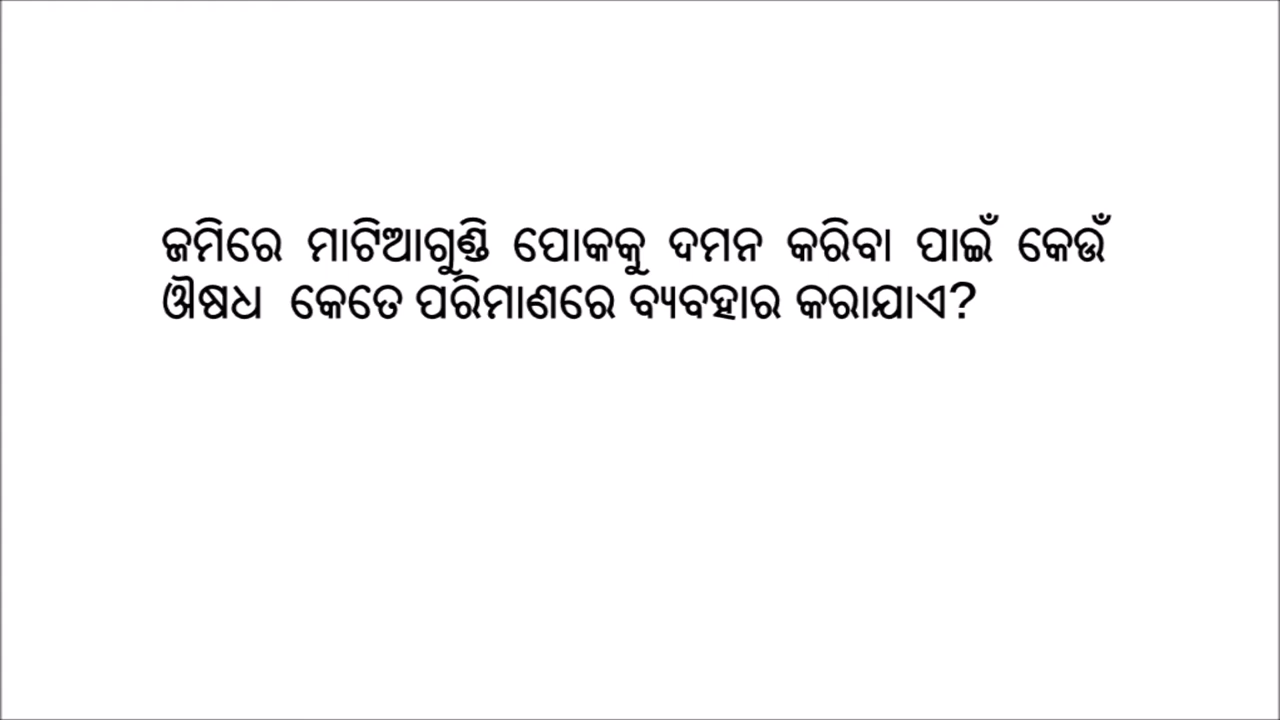 ଜମିରେ ମାଟିଆଗୁଣ୍ଡି ପୋକକୁ ଦମନ କରିବା ପାଇଁ କେଉଁ
ଔଷଧ କେତେ ପରିମାଣରେ ବ୍ୟବହାର କରାଯାଏ?